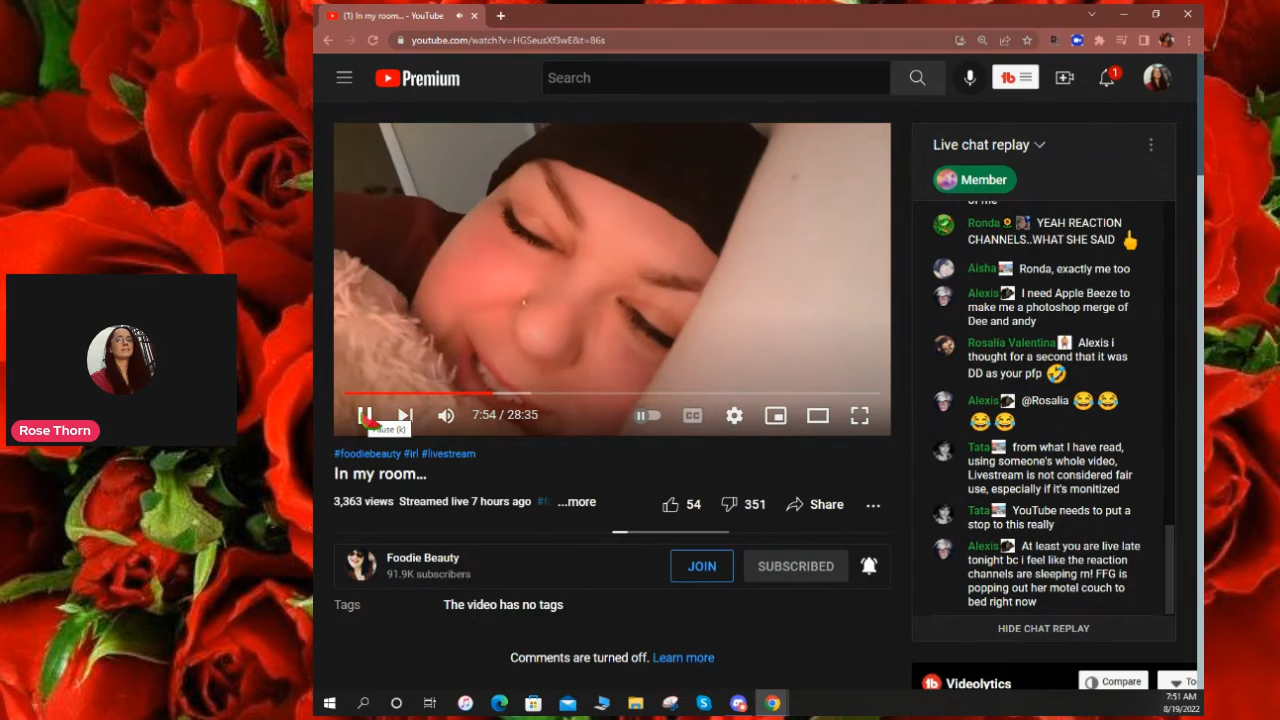 (1) In my room... - YouTube
youtube.com/watch?v=HGSeusXf3wE&t=86s
Premium
Search
1
Live chat replay
Member
of me
Ronda YEAH REACTION
CHANNELS..WHAT SHE SAID
Aisha Ronda, exactly me too
Alexis I need Apple Beeze to
make me a photoshop merge of
Dee and andy
Rosalía Valentina Alexis i
thought for a second that it was
DD as your pfp
Alexis @Rosalia
Tata from what I have read,
using someone's whole video,
Livestream is not considered fair
use, especially if it's monitized
Tata YouTube needs to put a
stop to this really
Alexis At least you are live late
tonight bc i feel like the reaction
channels are sleeping rn! FFG is
popping out her motel couch to
bed right now
HIDE CHAT REPLAY
7:54 / 28:35
CC
Pause (k)
Rose Thorn
#foodiebeauty #irl #livestream
In my room...
3,363 views Streamed live 7 hours ago ...more
54
351
Share
Foodie Beauty
91.9K subscribers
JOIN
SUBSCRIBED
Tags
The video has no tags
Comments are turned off. Learn more
Videolytics
Compare
To
7:51 AM
8/19/2022